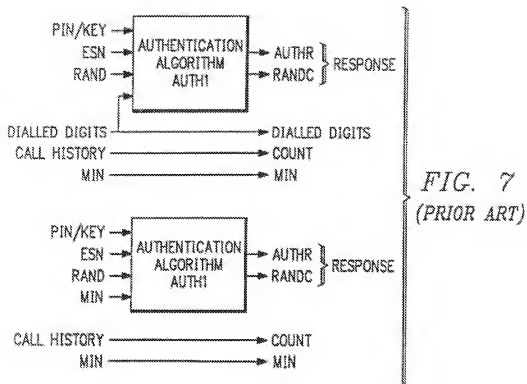 PIN/KEY
ESN
RAND
AUTHENTICATION
ALGORITHM
AUTH1
AUTHR
RANDC
RESPONSE
DIALLED DIGITS
DIALLED DIGITS
CALL HISTORY
COUNT
MIN
MIN
FIG. 7
(PRIOR ART)
PIN/KEY
ESN
RAND
MIN
AUTHENTICATION
ALGORITHM
AUTH1
AUTHR
RANDC
RESPONSE
CALL HISTORY
COUNT
MIN
MIN